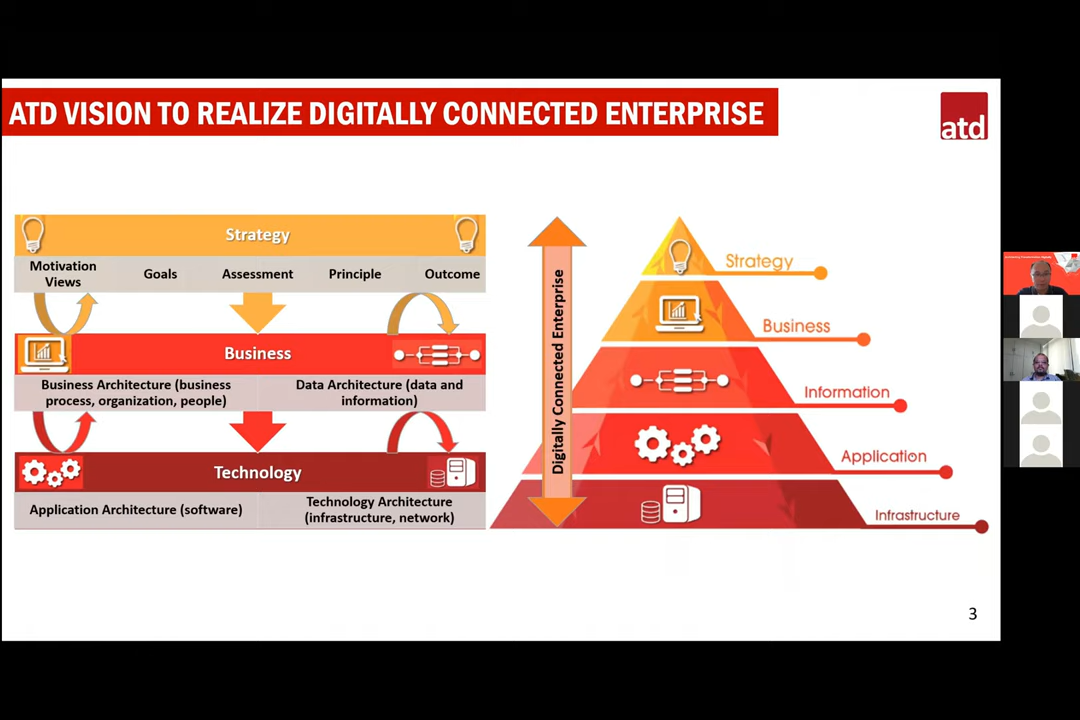 ATD VISION TO REALIZE DIGITALLY CONNECTED ENTERPRISE
atd
Strategy
Motivation
Views
Goals
Assessment
Principle
Outcome
Business
Business Architecture (business
process, organization, people)
Data Architecture (data and
information)
Technology
Application Architecture (software)
Technology Architecture
(infrastructure, network)
Digitally Connected Enterprise
Strategy
Business
Information
Application
Infrastructure
3